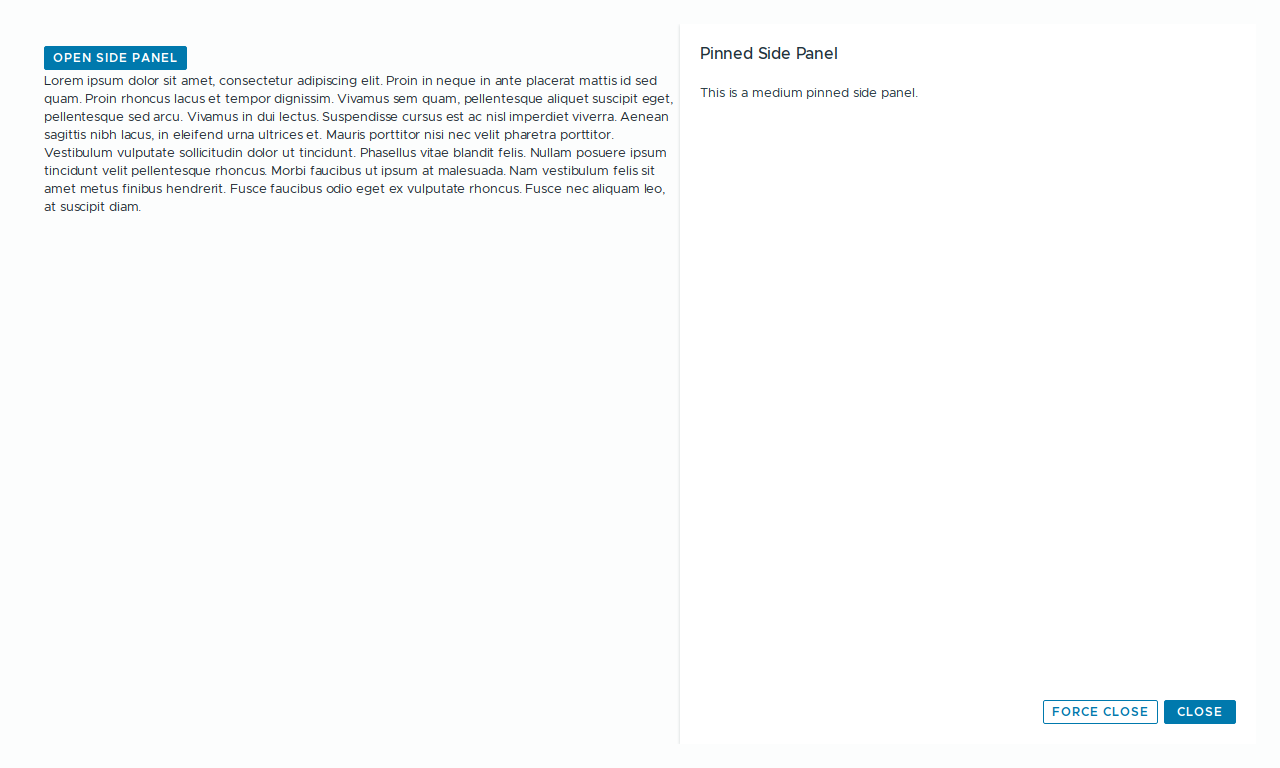 OPEN SIDE PANEL
Lorem ipsum dolor sit amet, consectetur adipiscing elit. Proin in neque in ante placerat mattis id sed
quam. Proin rhoncus lacus et tempor dignissim. Vivamus sem quam, pellentesque aliquet suscipit eget,
pellentesque sed arcu. Vivamus in dui lectus. Suspendisse cursus est ac nisl imperdiet viverra. Aenean
sagittis nibh lacus, in eleifend urna ultrices et. Mauris porttitor nisi nec velit pharetra porttitor.
Vestibulum vulputate sollicitudin dolor ut tincidunt. Phasellus vitae blandit felis. Nullam posuere ipsum
tincidunt velit pellentesque rhoncus. Morbi faucibus ut ipsum at malesuada. Nam vestibulum felis sit
amet metus finibus hendrerit. Fusce faucibus odio eget ex vulputate rhoncus. Fusce nec aliquam leo,
at suscipit diam.
Pinned Side Panel
This is a medium pinned side panel.
FORCE CLOSE
CLOSE